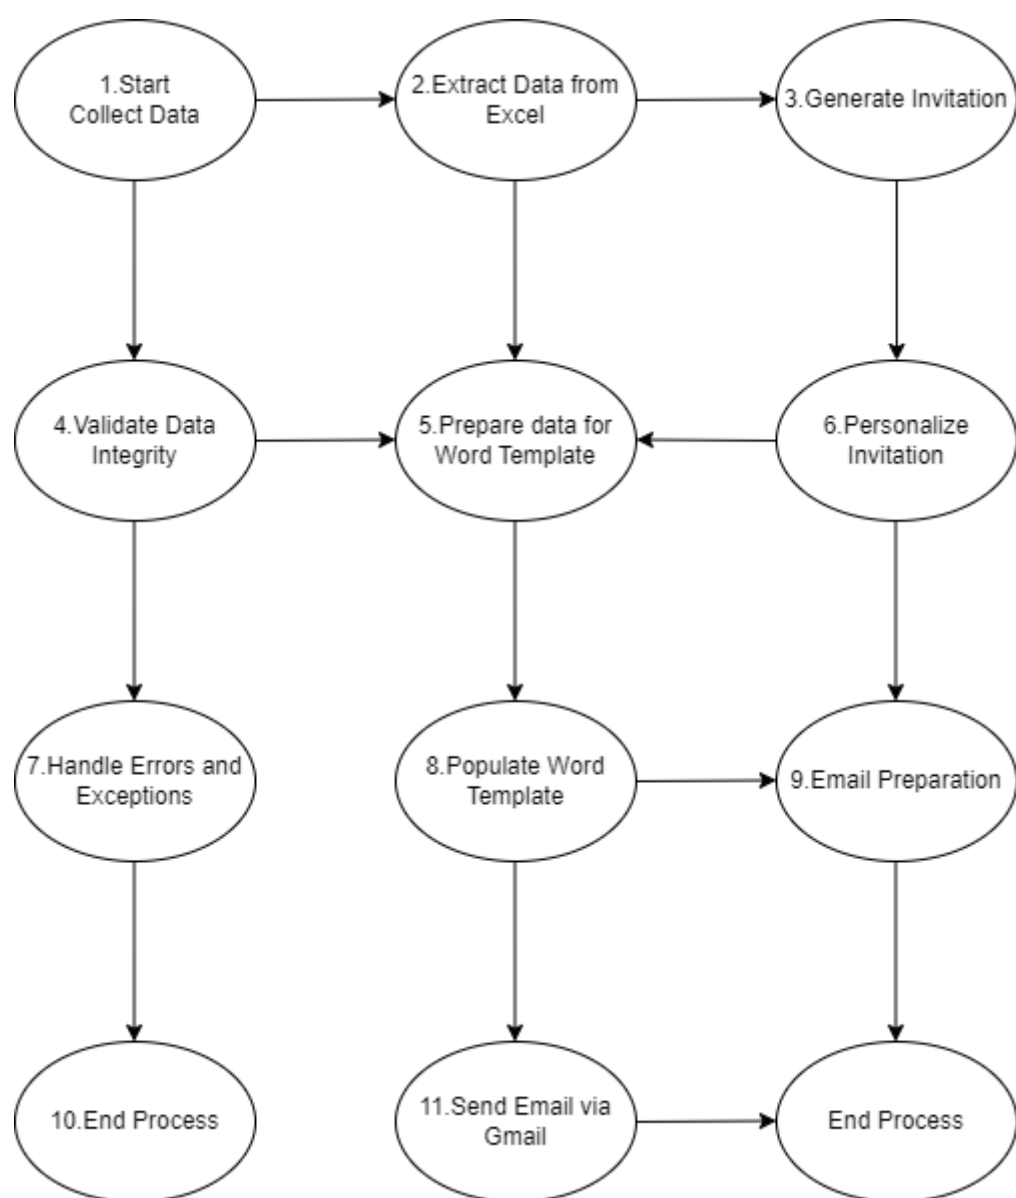 1.Start
Collect Data
2.Extract Data from
Excel
3.Generate Invitation
4.Validate Data
Integrity
5.Prepare data for
Word Template
6.Personalize
Invitation
7.Handle Errors and
Exceptions
8.Populate Word
Template
9.Email Preparation
10.End Process
11.Send Email via
Gmail
End Process